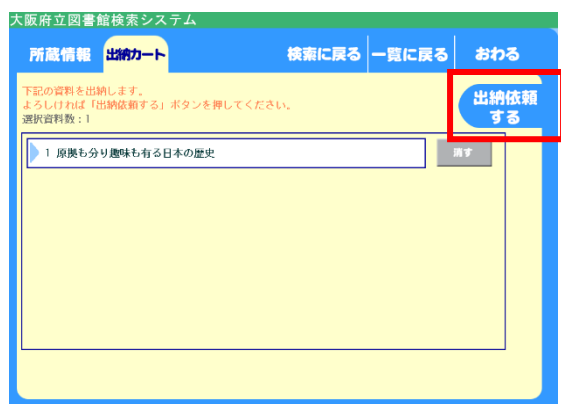 大阪府立図書館検索システム
所蔵情報 出納カート 検索に戻る 一覧に戻る おわる
下記の資料を出納します。
よろしければ「出納依頼する」ボタンを押してください。
選択資料数:1
出納依頼
する
1 原拠も分り趣味も有る日本の歴史
消す